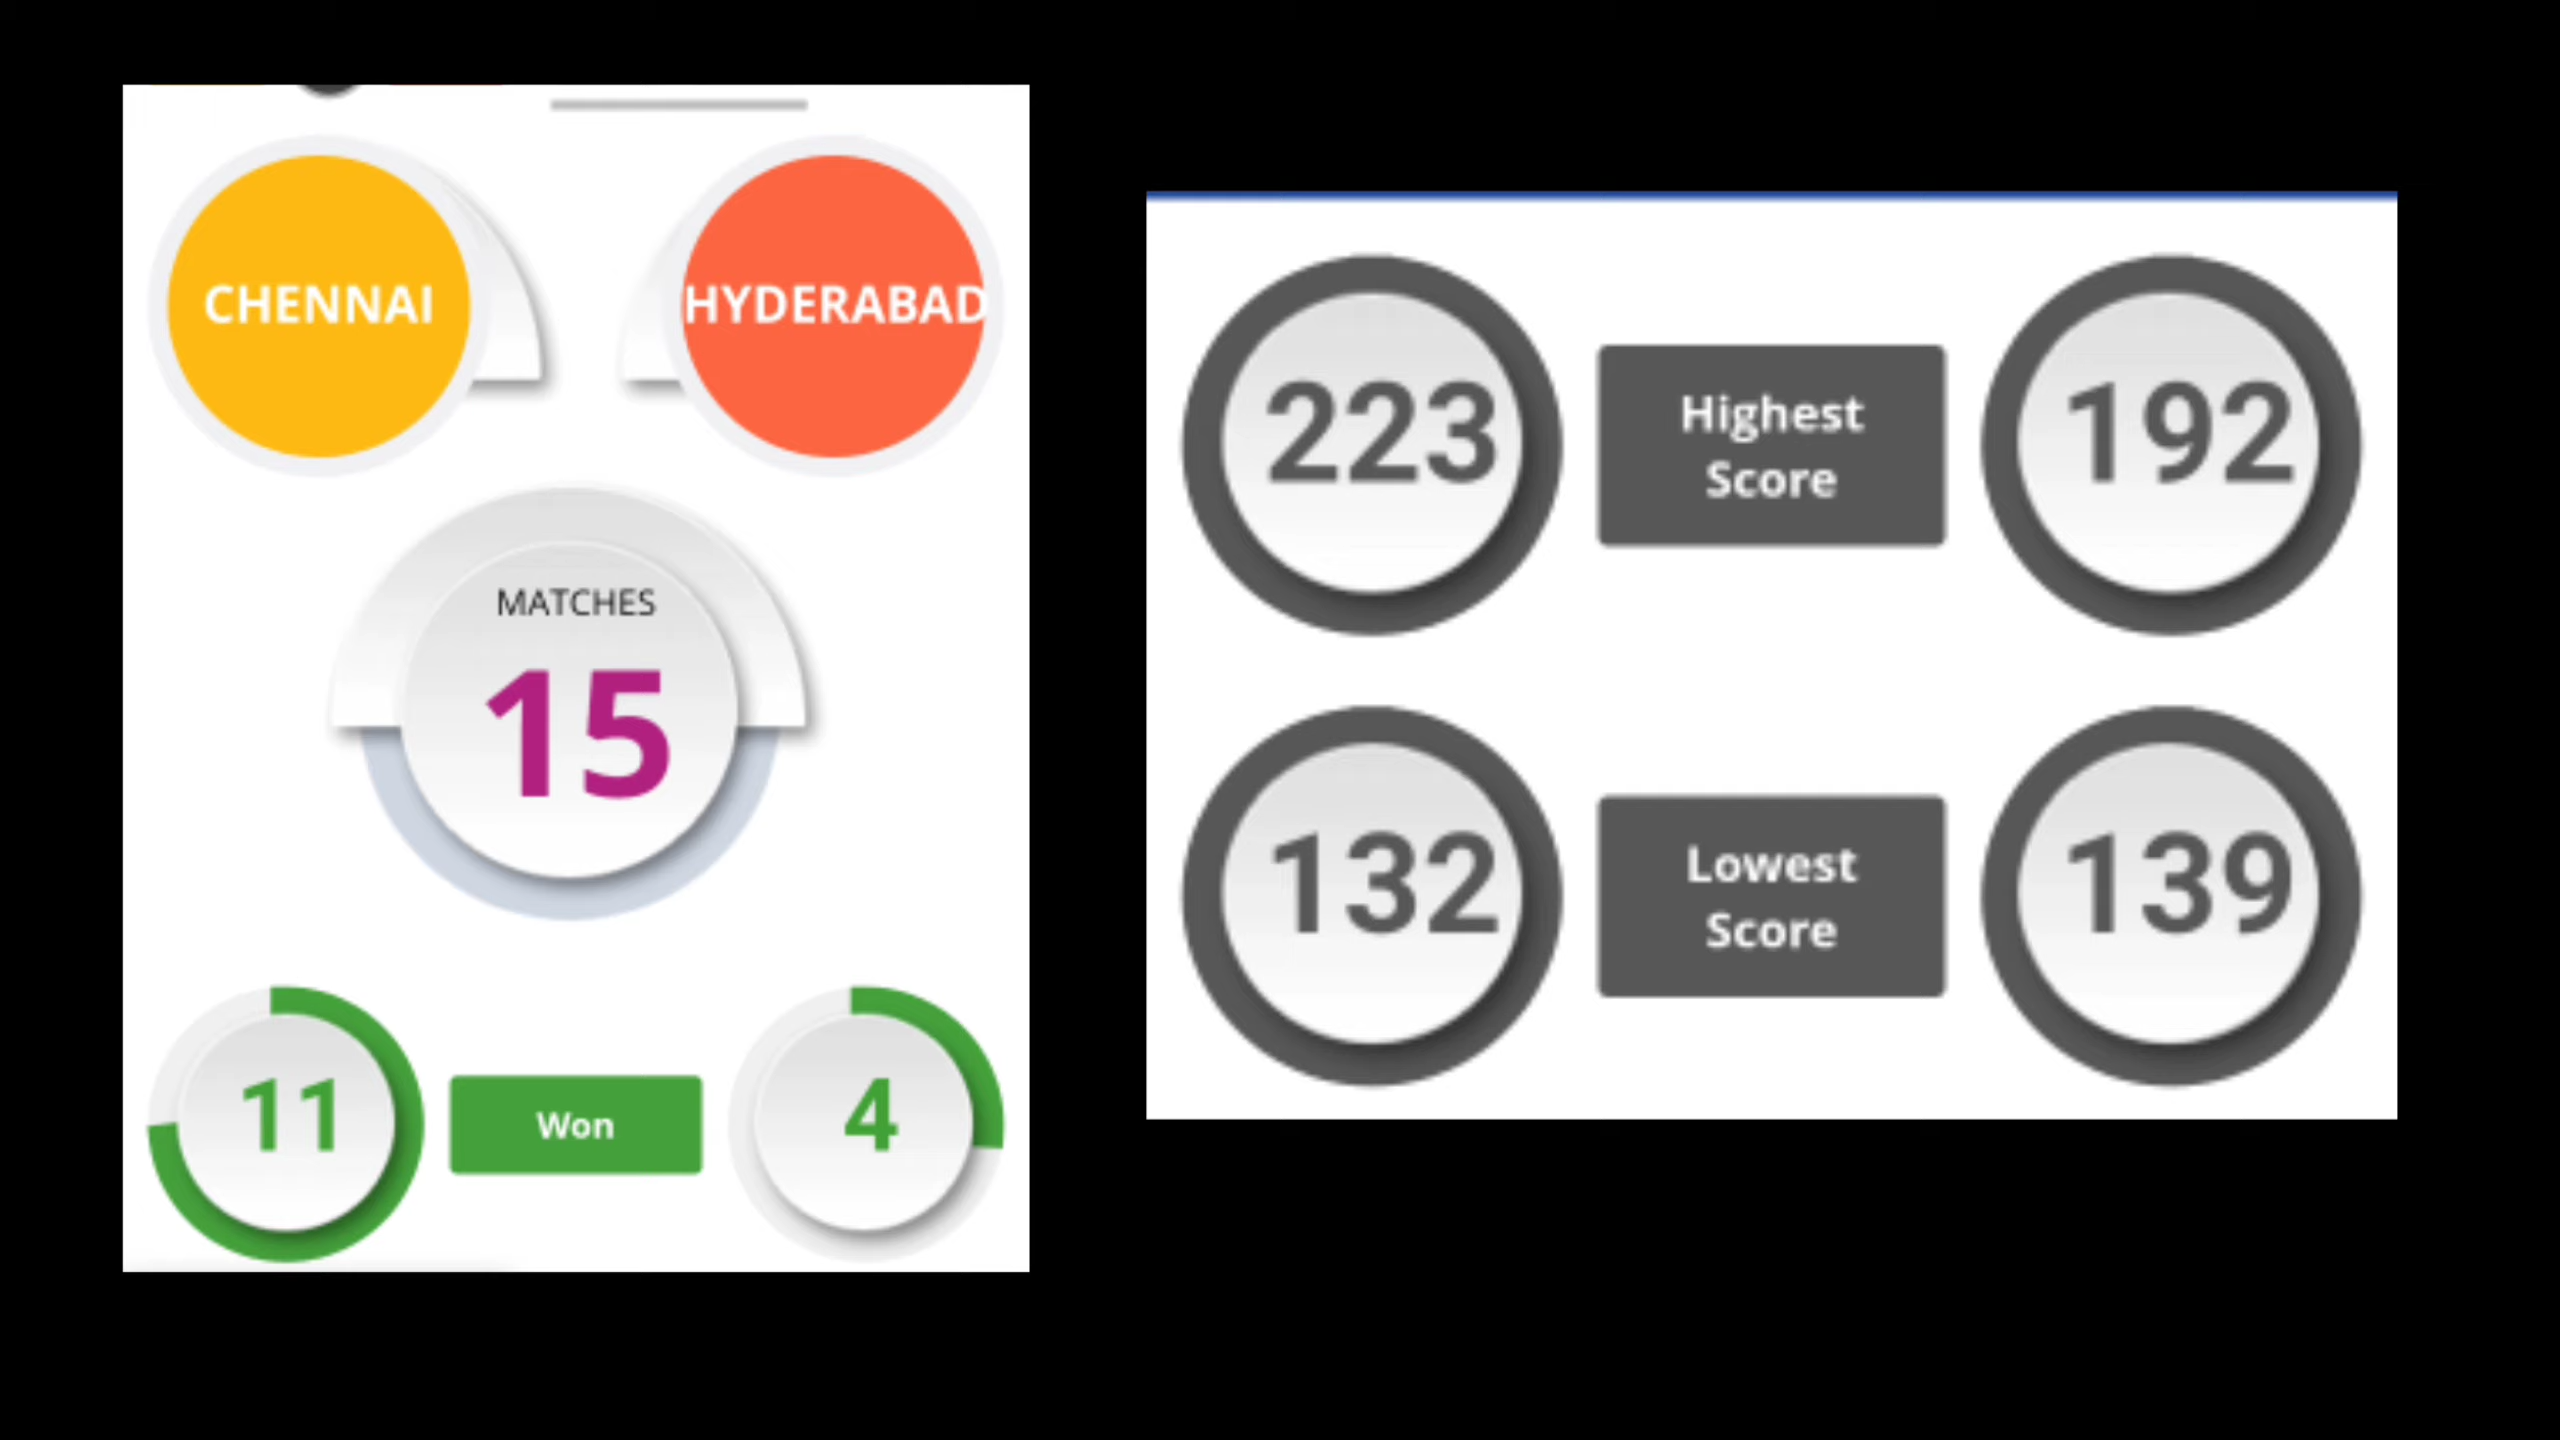 CHENNAI
HYDERABAD
MATCHES
15
11
Won
4
223
Highest
Score
192
132
Lowest
Score
139